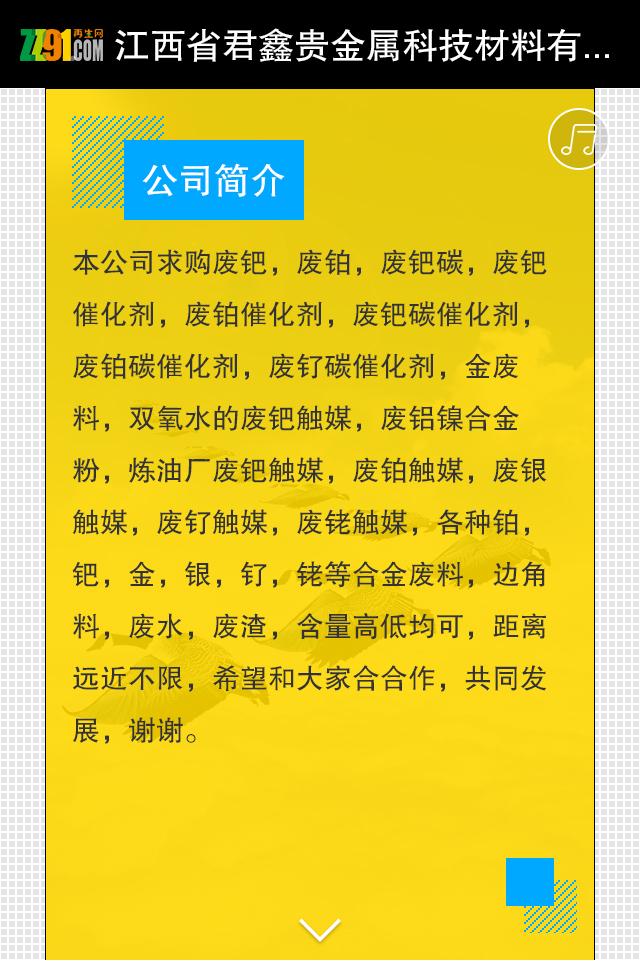 ZZ91再生网.COM 江西省君鑫贵金属科技材料有...
公司简介
本公司求购废钯，废铂，废钯碳，废钯
催化剂，废铂催化剂，废钯碳催化剂，
废铂碳催化剂，废钌碳催化剂，金废
料，双氧水的废钯触媒，废铝镍合金
粉，炼油厂废钯触媒，废铂触媒，废银
触媒，废钌触媒，废铑触媒，各种铂，
钯，金，银，钌，铑等合金废料，边角
料，废水，废渣，含量高低均可，距离
远近不限，希望和大家合合作，共同发
展，谢谢。